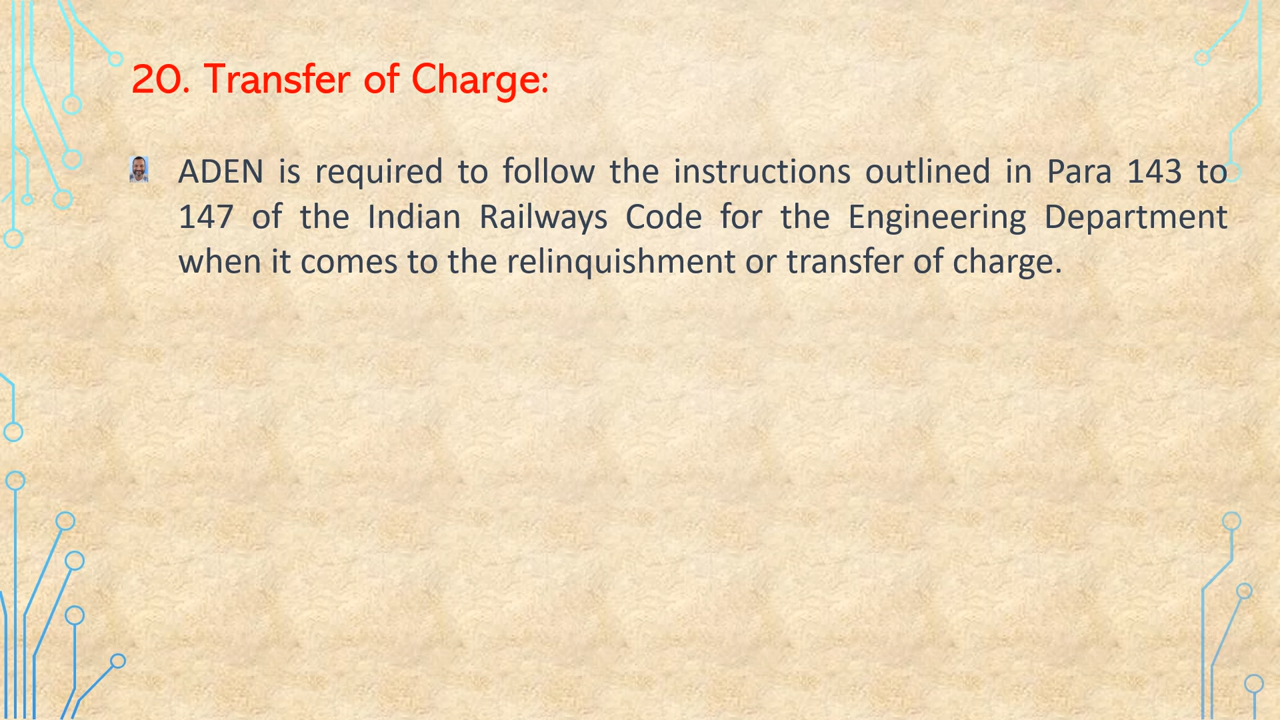 20. Transfer of Charge:
ADEN is required to follow the instructions outlined in Para 143 to
147 of the Indian Railways Code for the Engineering Department
when it comes to the relinquishment or transfer of charge.